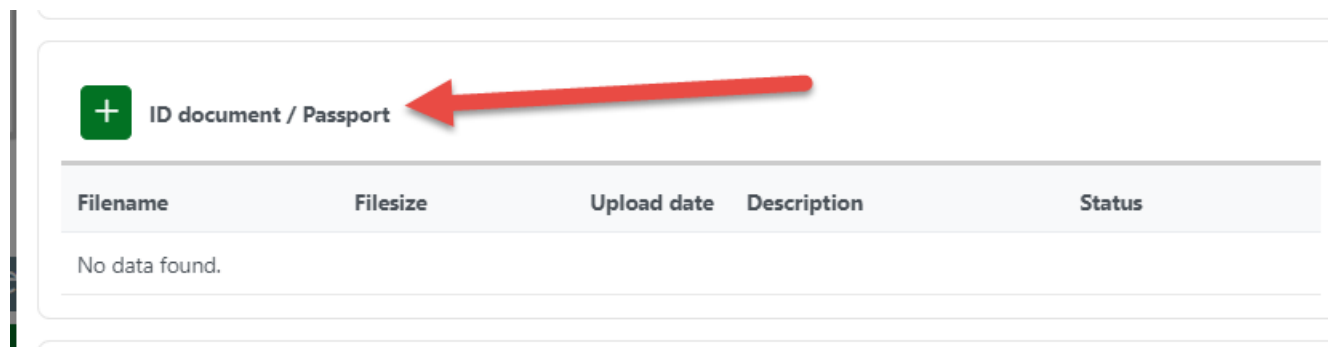 ID document / Passport
Filename Filesize Upload date Description Status
No data found.